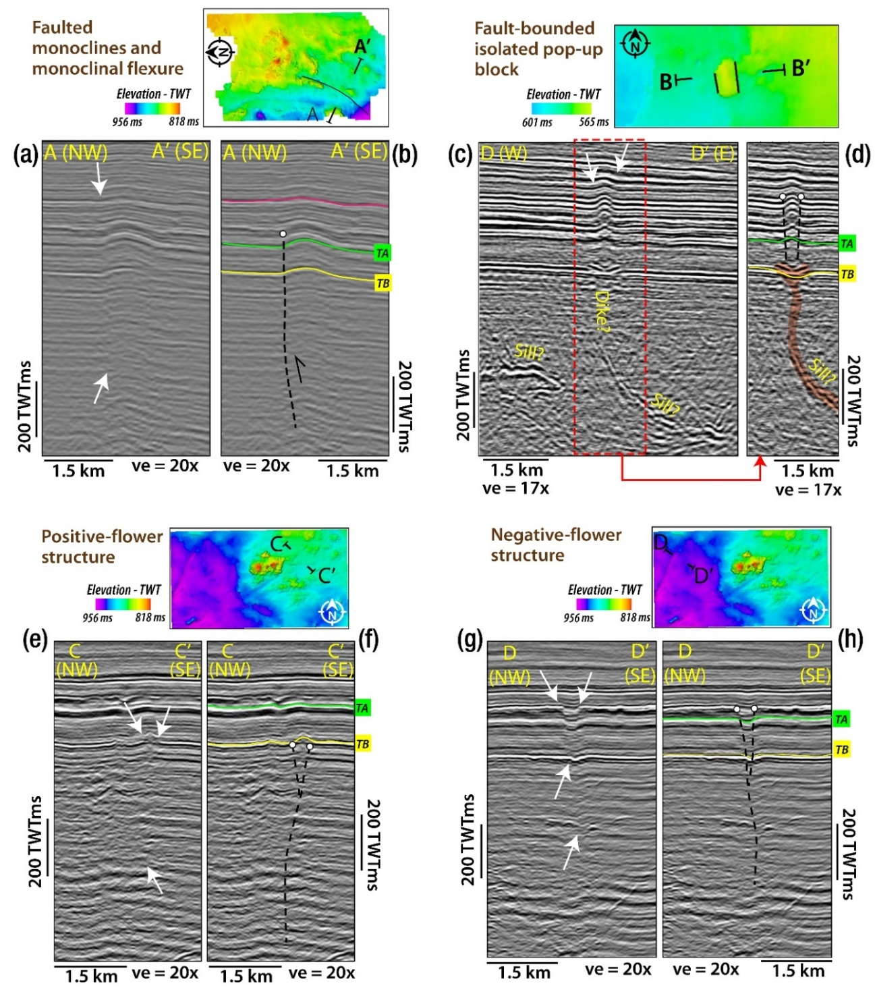 Faulted
monoclines and
monoclinal flexure
Elevation - TWT
956 ms 818 ms
N
A'
A
Fault-bounded
isolated pop-up
block
Elevation - TWT
601 ms 565 ms
N
B B'
(a) A (NW) A' (SE)
A (NW) A' (SE) (b)
TA
TB
200 TWTms
200 TWTms
1.5 km ve = 20x
ve = 20x 1.5 km
(c) D (W) D' (E) (d)
Dike?
Sill?
Sill?
Sill?
TA
TB
200 TWTms
200 TWTms
1.5 km
ve = 17x
1.5 km
ve = 17x
Positive-flower
structure
Elevation - TWT
956 ms 818 ms
C
C'
N
Negative-flower
structure
Elevation - TWT
956 ms 818 ms
D
D'
N
(e) C C'
(NW) (SE)
C C' (f)
(NW) (SE)
TA
TB
200 TWTms
200 TWTms
1.5 km ve = 20x
1.5 km ve = 20x
(g) D D'
(NW) (SE)
D D' (h)
(NW) (SE)
TA
TB
200 TWTms
200 TWTms
1.5 km ve = 20x
ve = 20x 1.5 km